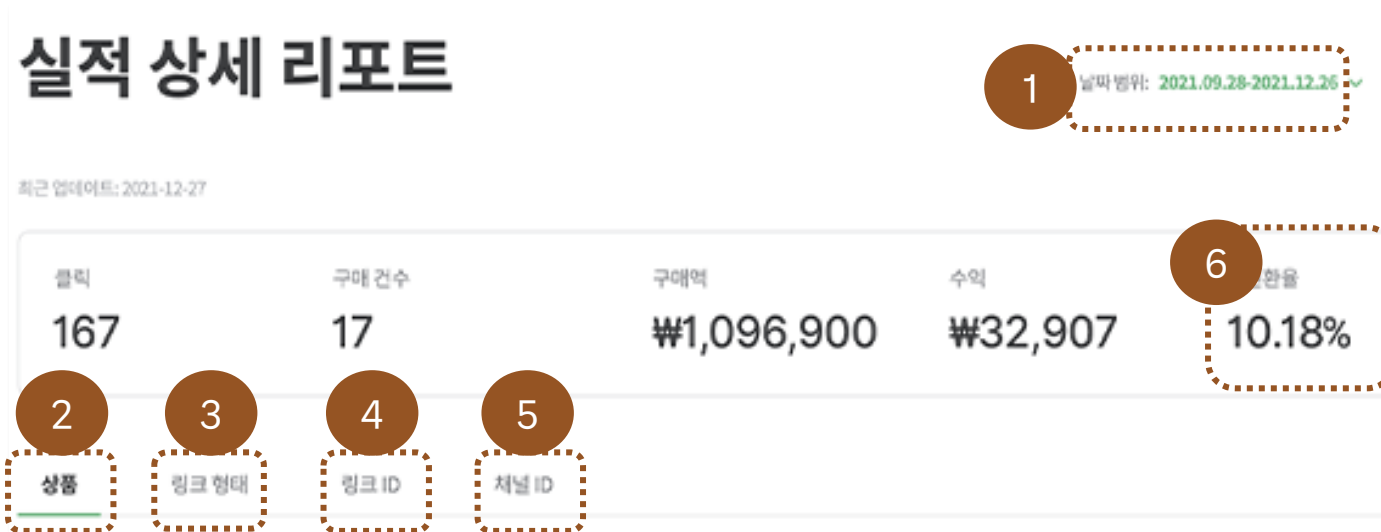 실적 상세 리포트
1
날짜 범위: 2021.09.28-2021.12.26
최근 업데이트: 2021-12-27
6
클릭 구매 건수 구매액 수익 환율
167 17 ₩1,096,900 ₩32,907 10.18%
2 3 4 5
상품 링크 형태 링크 ID 채널 ID